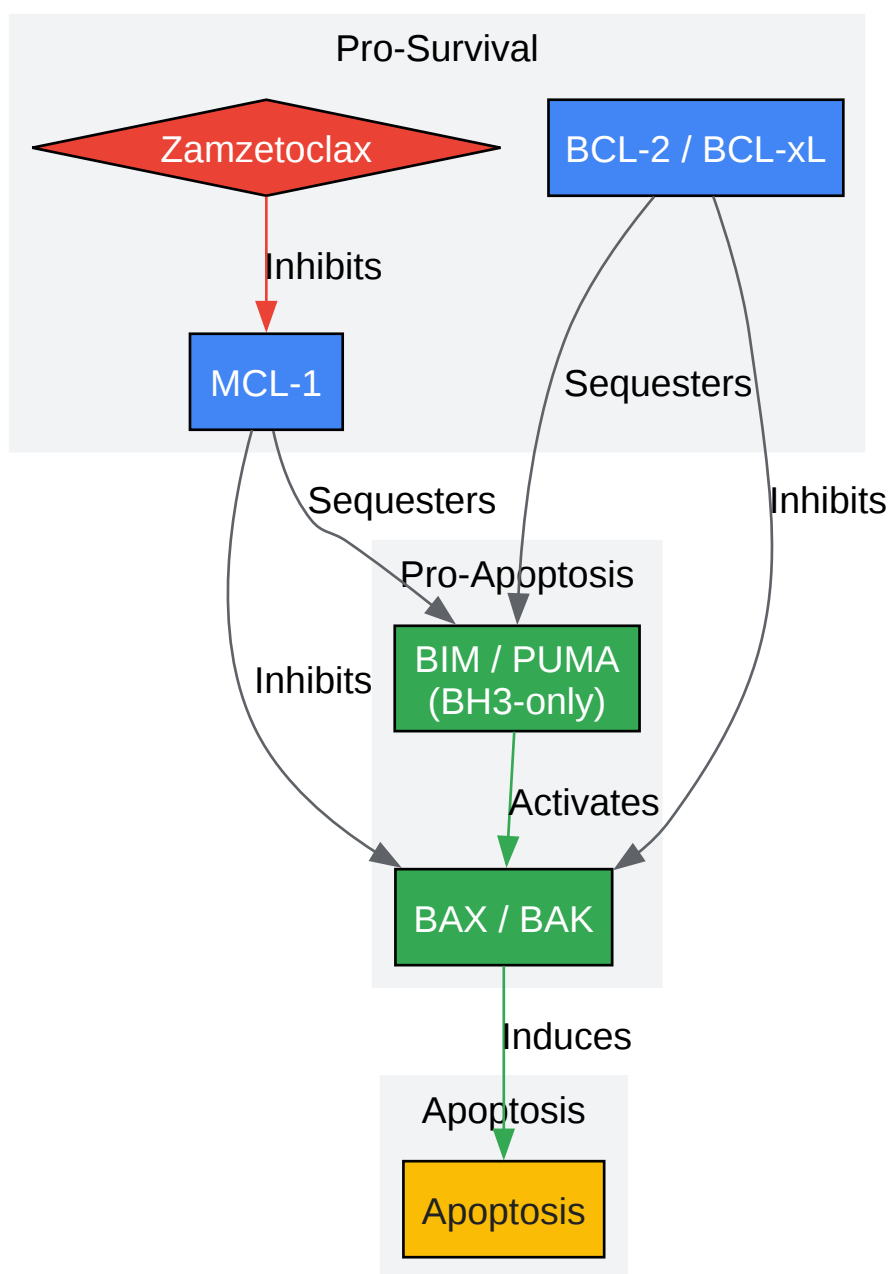 Pro-Survival
Zamzetoclax
BCL-2 / BCL-xL
Inhibits
MCL-1
Sequesters
Sequesters
Inhibits
Pro-Apoptosis
BIM / PUMA
(BH3-only)
Inhibits
Activates
BAX / BAK
Induces
Apoptosis
Apoptosis